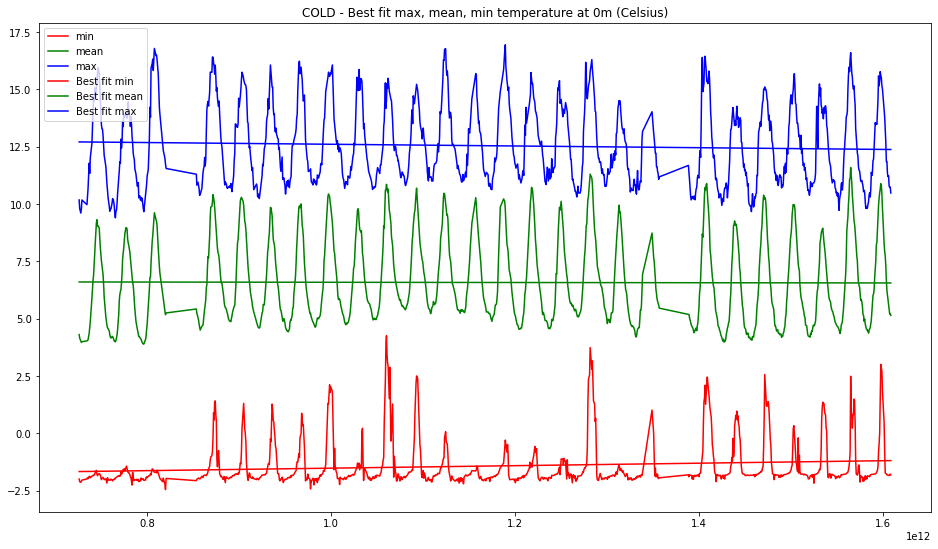 COLD - Best fit max, mean, min temperature at 0m (Celsius)
17.5
15.0
12.5
10.0
7.5
5.0
2.5
0.0
−2.5
min
mean
max
Best fit min
Best fit mean
Best fit max
0.8
1.0
1.2
1.4
1.6
1e12